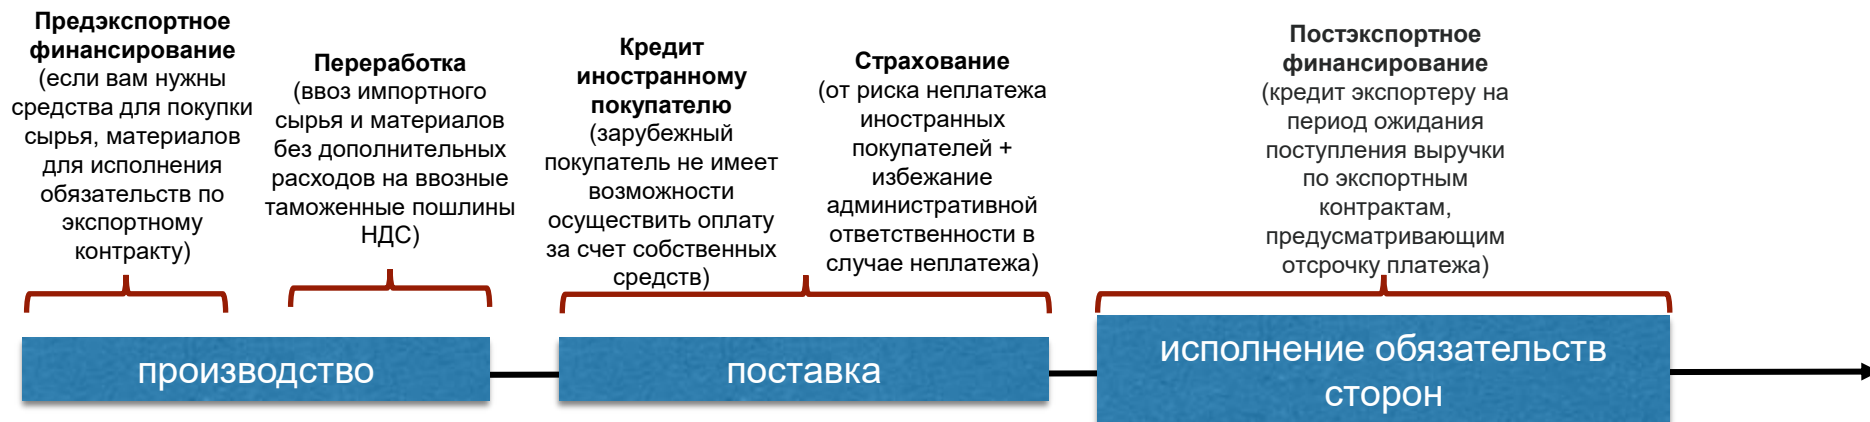 Предэкспортное
финансирование
(если вам нужны
средства для покупки
сырья, материалов
для исполнения
обязательств по
экспортному
контракту)
Переработка
(ввоз импортного
сырья и материалов
без дополнительных
расходов на ввозные
таможенные пошлины
НДС)
Кредит
иностранному
покупателю
(зарубежный
покупатель не имеет
возможности
осуществить оплату
за счет собственных
средств)
Страхование
(от риска неплатежа
иностранных
покупателей +
избежание
административной
ответственности в
случае неплатежа)
Постэкспортное
финансирование
(кредит экспортеру на
период ожидания
поступления выручки
по экспортным
контрактам,
предусматривающим
отсрочку платежа)
производство
поставка
исполнение обязательств
сторон